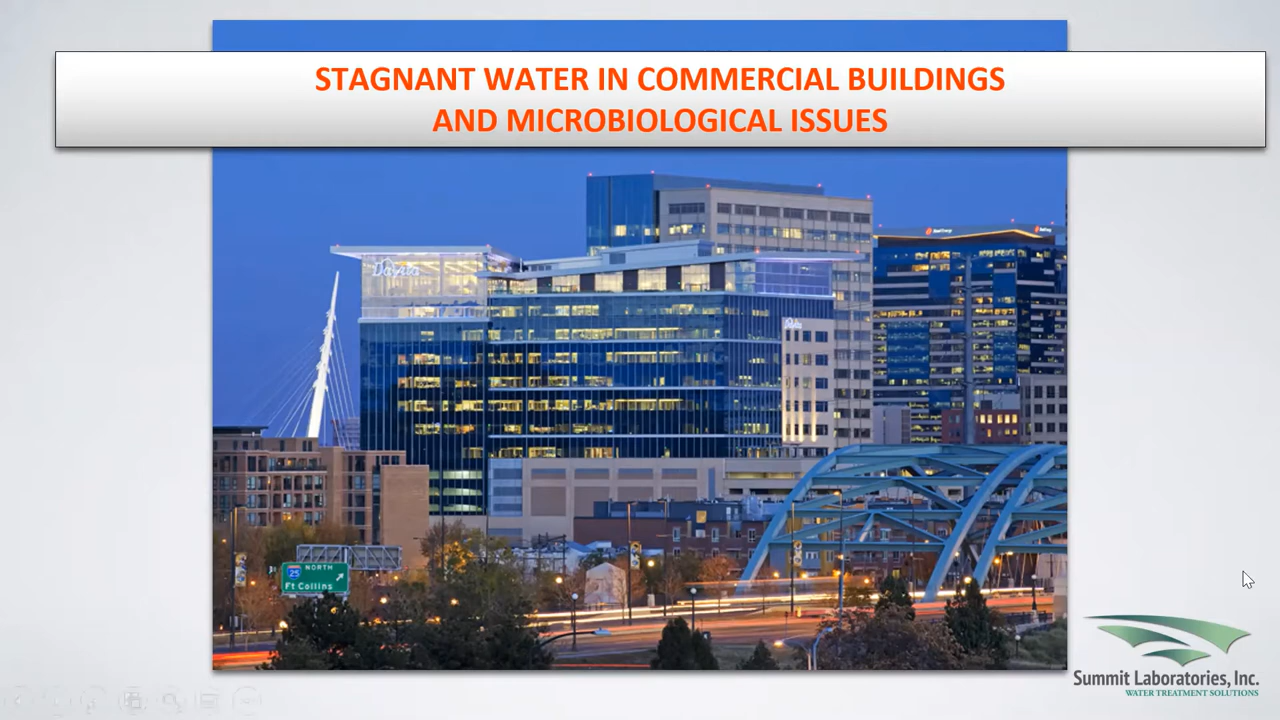 STAGNANT WATER IN COMMERCIAL BUILDINGS
AND MICROBIOLOGICAL ISSUES
DaVita
DaVita
25
NORTH
Ft Collins
Summit Laboratories, Inc.
WATER TREATMENT SOLUTIONS